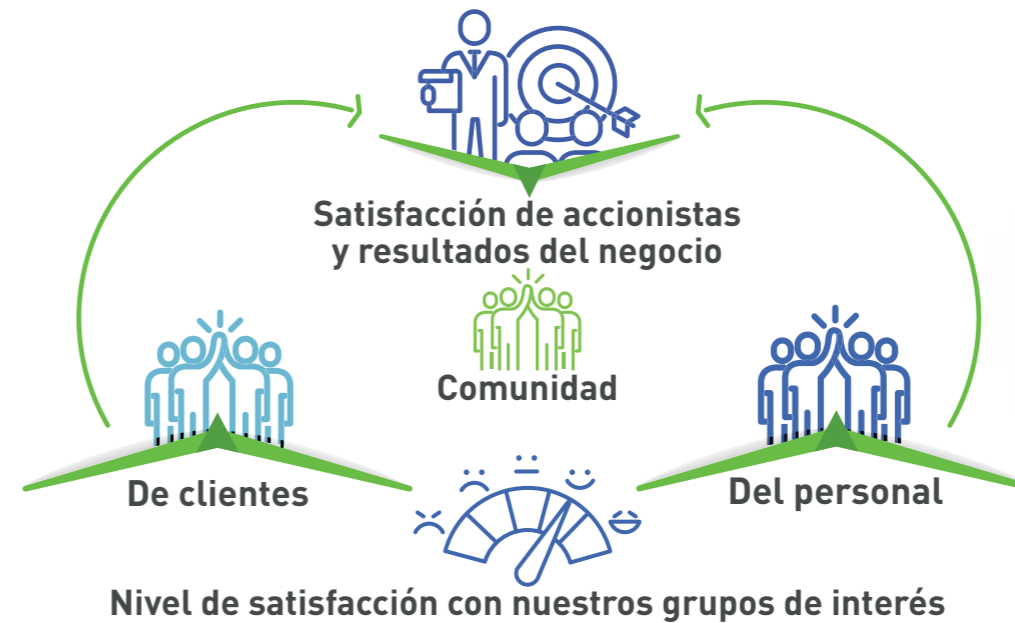 Satisfacción de accionistas
y resultados del negocio
Comunidad
De clientes
Del personal
Nivel de satisfacción con nuestros grupos de interés